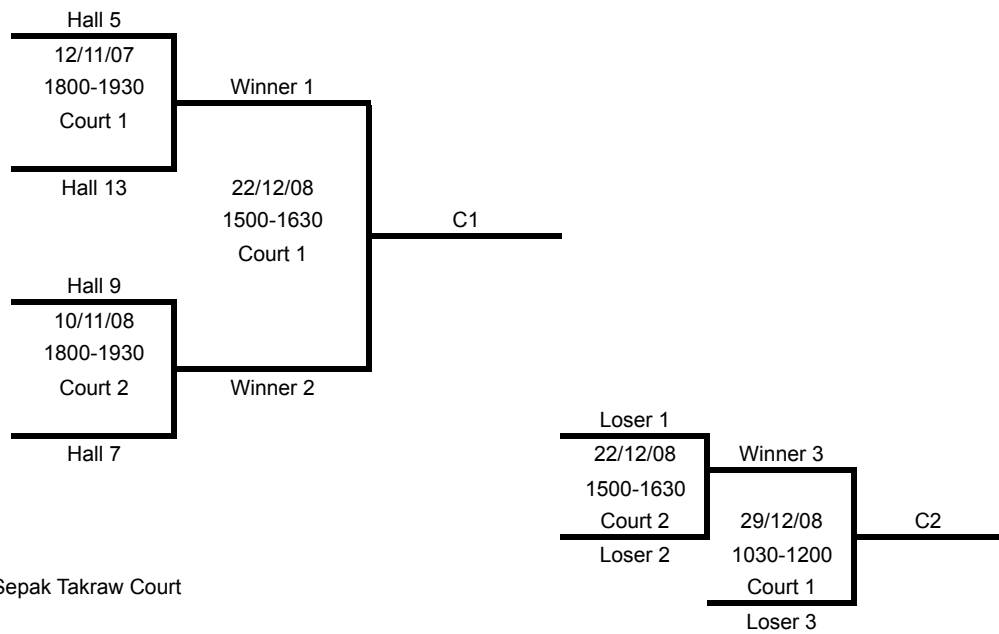 Hall 5
12/11/07
1800-1930
Court 1
Hall 13
Winner 1
22/12/08
1500-1630
Court 1
C1
Hall 9
10/11/08
1800-1930
Court 2
Hall 7
Winner 2
Loser 1
22/12/08
1500-1630
Court 2
Loser 2
Winner 3
29/12/08
1030-1200
Court 1
Loser 3
C2
Sepak Takraw Court